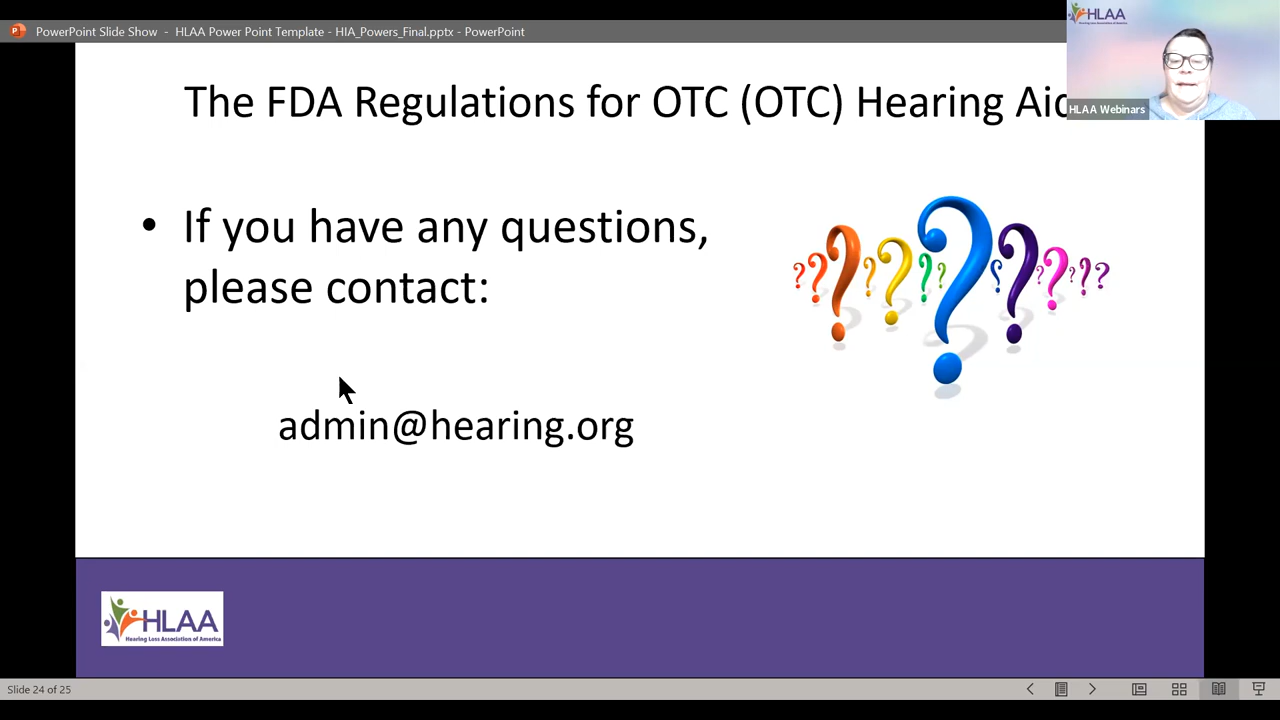 PowerPoint Slide Show - HLAA Power Point Template - HIA_Powers_Final.pptx - PowerPoint
HLAA
HLAA Webinars
The FDA Regulations for OTC (OTC) Hearing Aid
• If you have any questions,
please contact:
admin@hearing.org
HLAA
Hearing Loss Association of America
Slide 24 of 25